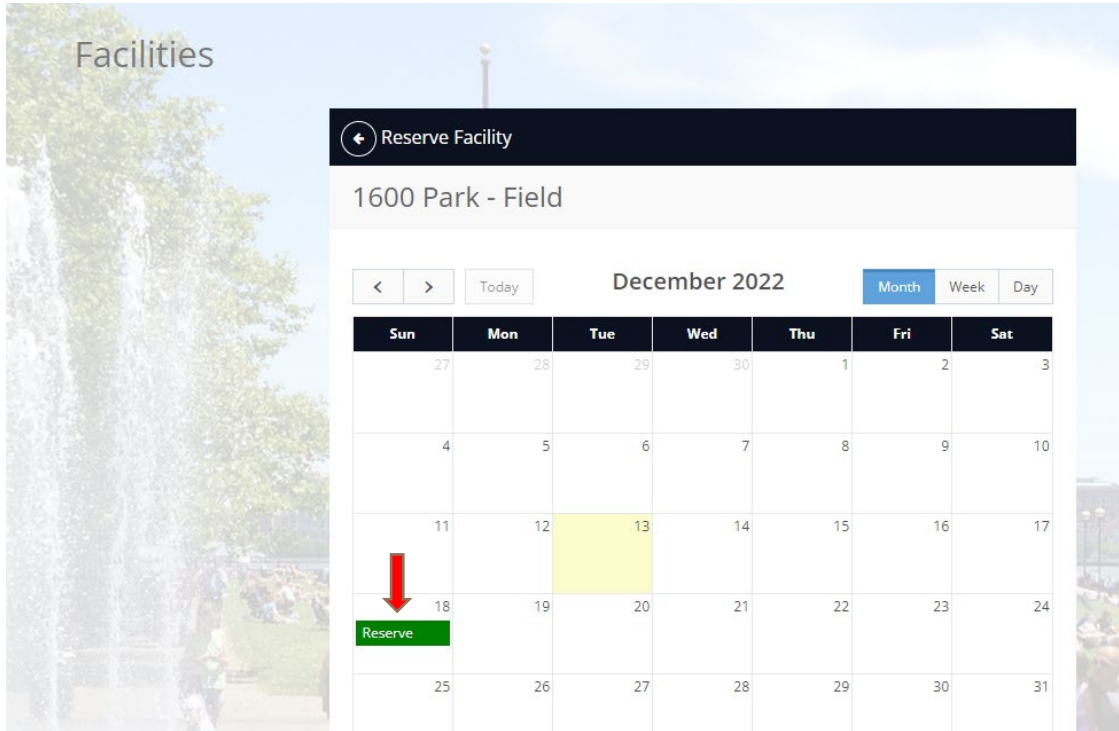 Facilities
Reserve Facility
1600 Park - Field
Today
December 2022
Month Week Day
Sun Mon Tue Wed Thu Fri Sat
27 28 29 30 1 2 3
4 5 6 7 8 9 10
11 12 13 14 15 16 17
18 19 20 21 22 23 24
Reserve
25 26 27 28 29 30 31